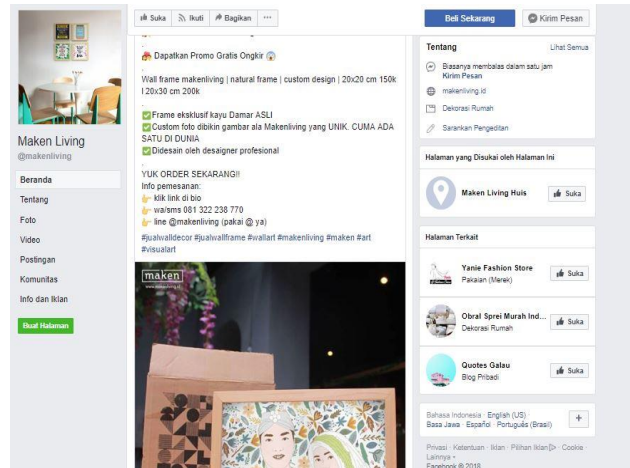 Suka
Ikuti
Bagikan
Beli Sekarang
Kirim Pesan
Maken Living
@makenliving
Beranda
Tentang
Foto
Video
Postingan
Komunitas
Info dan Iklan
Buat Halaman
.
Dapatkan Promo Gratis Ongkir
.
Wall frame makenliving | natural frame | custom design | 20x20 cm 150k
l 20x30 cm 200k
.
Frame eksklusif kayu Damar ASLI
Custom foto dibikin gambar ala Makenliving yang UNIK. CUMA ADA
SATU DI DUNIA
Didesain oleh desaigner profesional
.
YUK ORDER SEKARANG!!
Info pemesanan:
klik link di bio
wa/sms 081 322 238 770
line @makenliving (pakai @ ya)
#jualwalldecor #jualwallframe #wallart #makenliving #maken #art
#visualart
maken
www.makenliving.id
Tentang
Lihat Semua
Biasanya membalas dalam satu jam
Kirim Pesan
makenliving.id
Dekorasi Rumah
Sarankan Pengeditan
Halaman yang Disukai oleh Halaman Ini
Maken Living Huis
Suka
Halaman Terkait
Yanie Fashion Store
Pakaian (Merek)
Suka
Obral Sprei Murah Ind...
Dekorasi Rumah
Suka
Quotes Galau
Blog Pribadi
Suka
Bahasa Indonesia · English (US) ·
Basa Jawa · Español · Português (Brasil)
+
Privasi · Ketentuan · Iklan · Pilihan Iklan · Cookie ·
Lainnya
Facebook © 2019